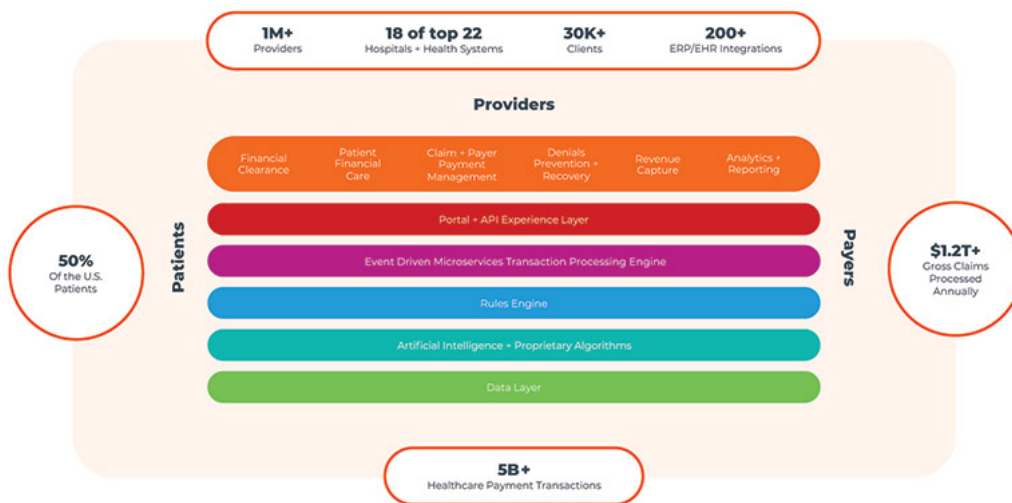 1M+
Providers
18 of top 22
Hospitals + Health Systems
30K+
Clients
200+
ERP/EHR Integrations
Providers
Financial
Clearance
Patient
Financial
Care
Claim + Payer
Payment
Management
Denials
Prevention +
Recovery
Revenue
Capture
Analytics +
Reporting
Portal + API Experience Layer
Event Driven Microservices Transaction Processing Engine
Rules Engine
Artificial Intelligence + Proprietary Algorithms
Data Layer
Patients
Payers
50%
Of the U.S.
Patients
$1.2T+
Gross Claims
Processed
Annually
5B+
Healthcare Payment Transactions